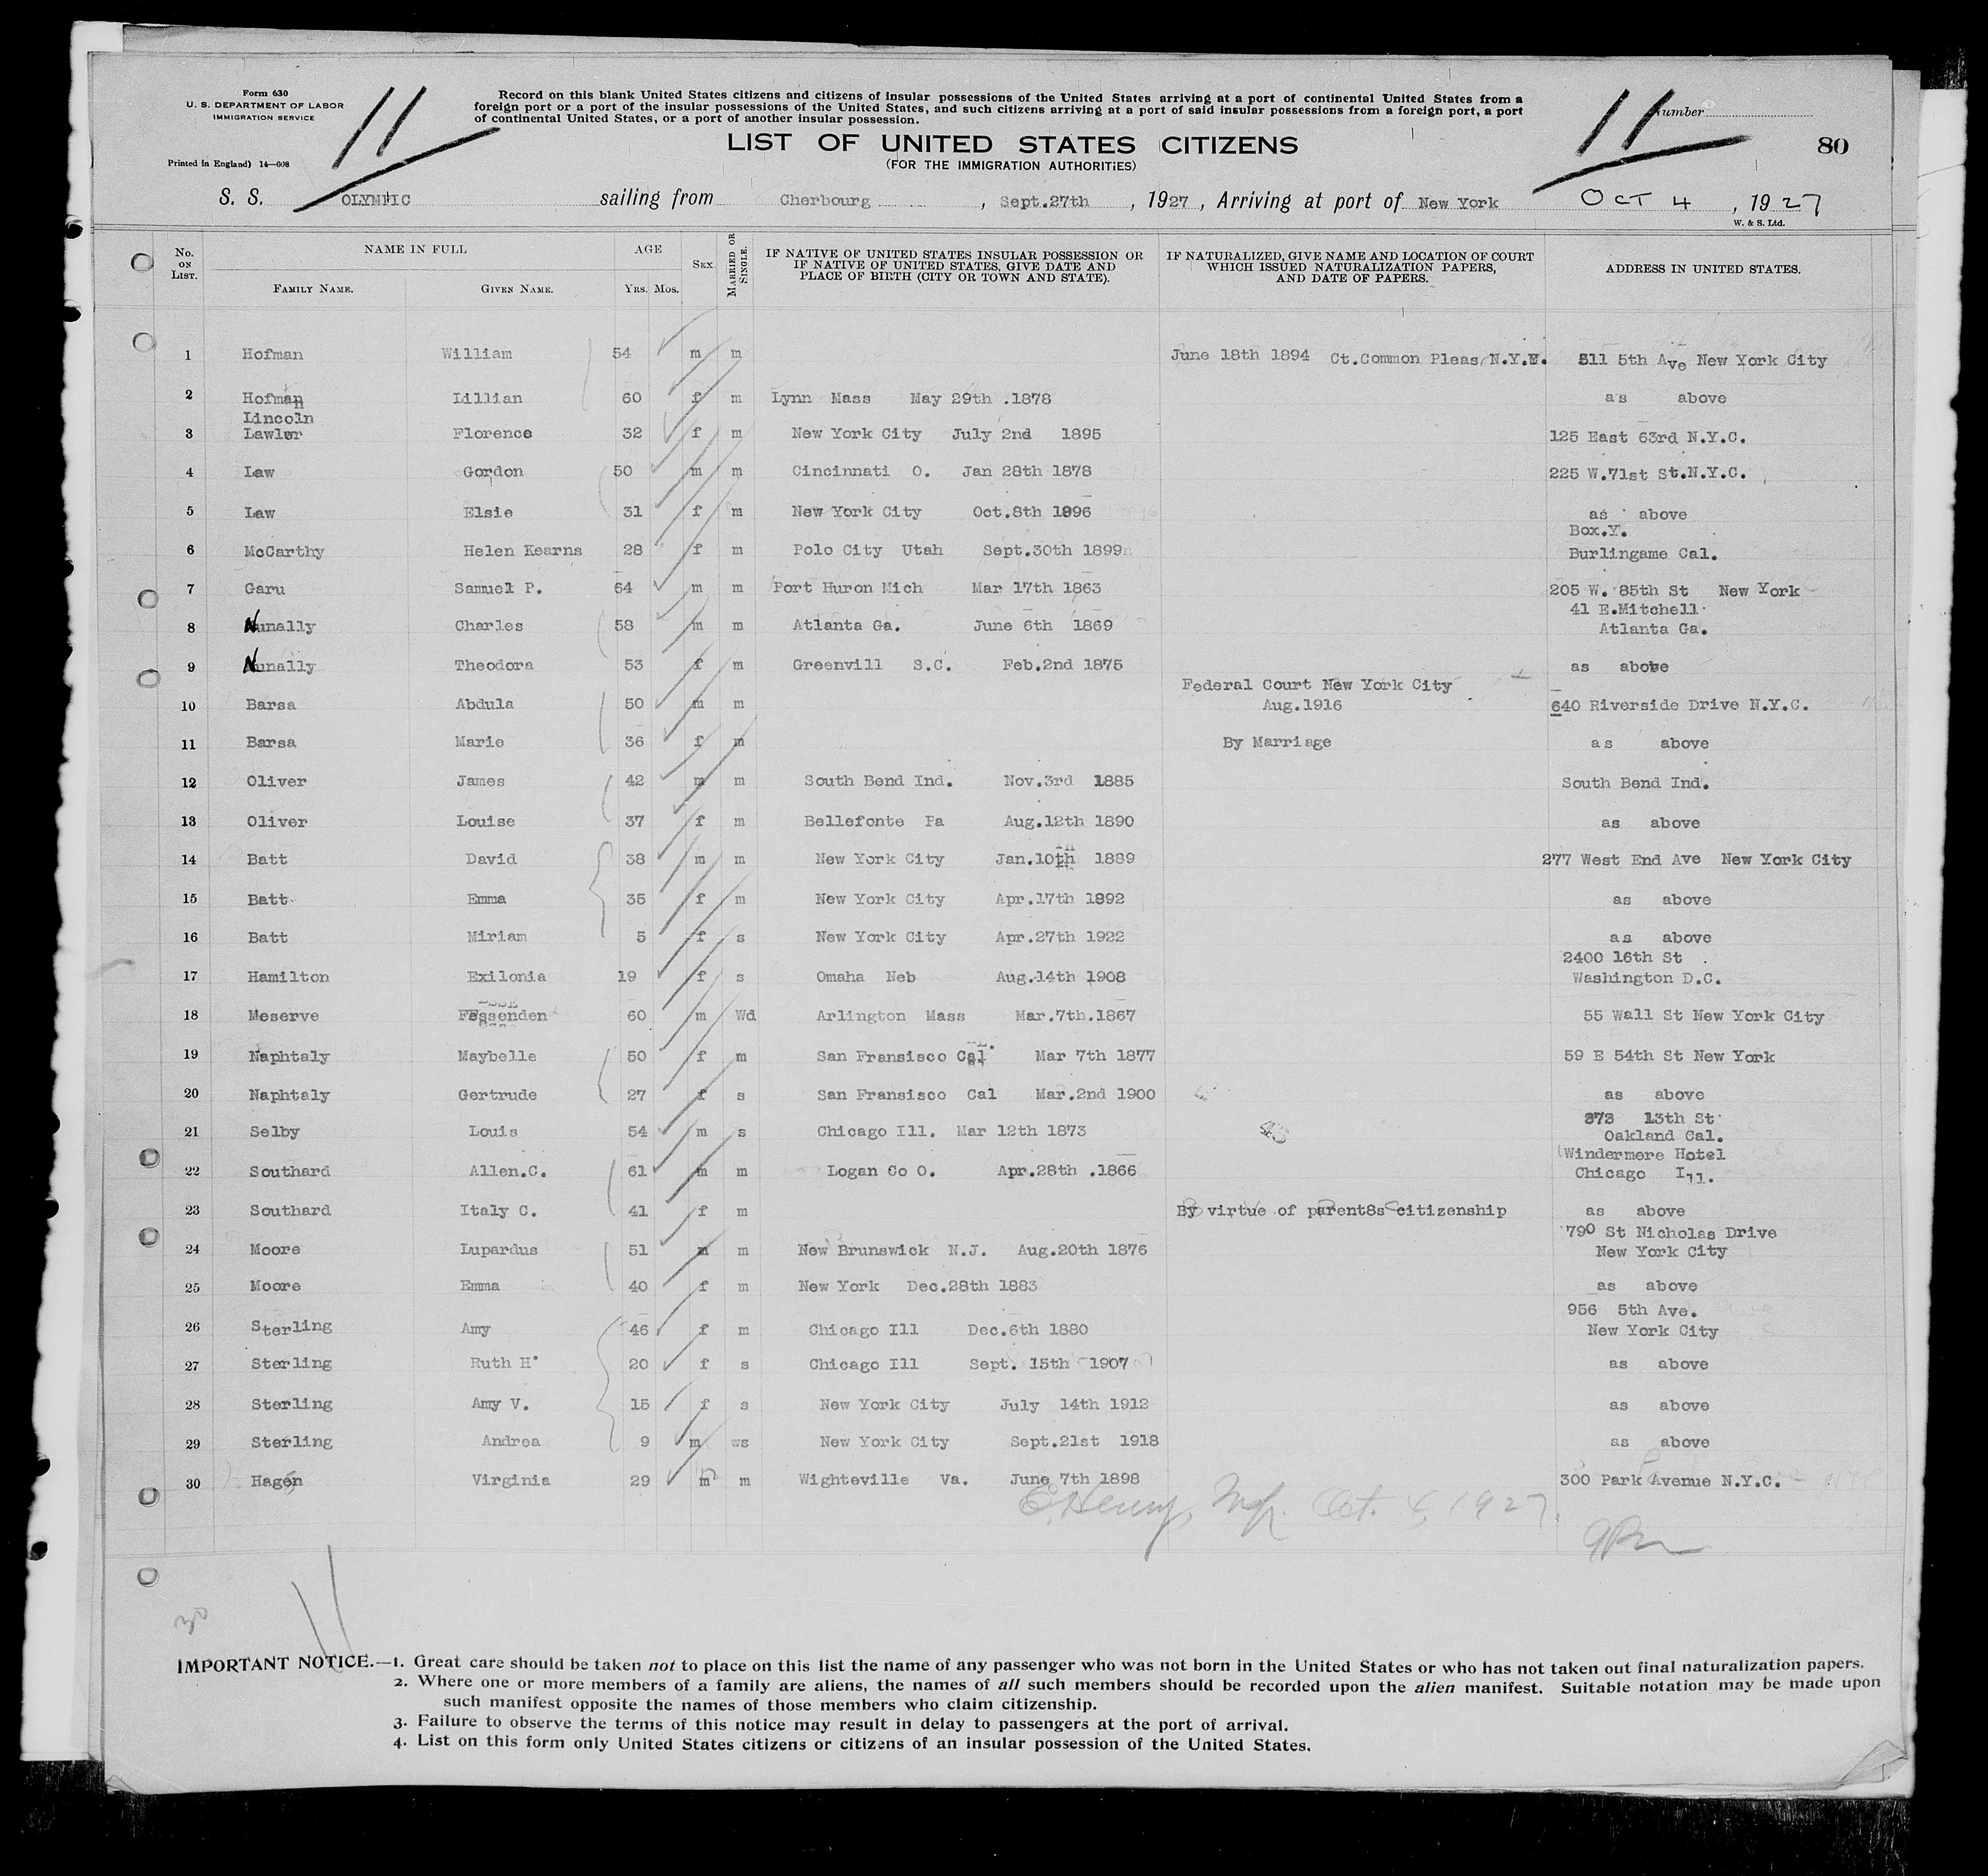 Form 630
U. S. DEPARTMENT OF LABOR
IMMIGRATION SERVICE
Printed in England) 14—608
11
Record on this blank United States citizens and citizens of insular possessions of the United States arriving at a port of continental United States from a
foreign port or a port of the insular possessions of the United States, and such citizens arriving at a port of said insular possessions from a foreign port, a port
of continental United States, or a port of another insular possession.
11 Number
LIST OF UNITED STATES CITIZENS
80
(FOR THE IMMIGRATION AUTHORITIES)
S. S. OLYMPIC sailing from Cherbourg , Sept.27th , 1927 , Arriving at port of New York OCT 4 , 1927
W. & S. Ltd.
No. ON LIST. NAME IN FULL FAMILY NAME. GIVEN NAME. AGE YRS. MOS. SEX. MARRIED OR SINGLE. IF NATIVE OF UNITED STATES INSULAR POSSESSION OR IF NATIVE OF UNITED STATES, GIVE DATE AND PLACE OF BIRTH (CITY OR TOWN AND STATE). IF NATURALIZED, GIVE NAME AND LOCATION OF COURT WHICH ISSUED NATURALIZATION PAPERS, AND DATE OF PAPERS. ADDRESS IN UNITED STATES.
1 Hofman William 54 m m June 18th 1894 Ct.Common Pleas N.Y. 511 5th Ave New York City
2 Hofman Lillian 60 f m Lynn Mass May 29th .1878 as above
Lincoln
3 Lawler Florence 32 f m New York City July 2nd 1895 125 East 63rd N.Y.C.
4 Law Gordon 50 m m Cincinnati O. Jan 28th 1878 225 W.71st St.N.Y.C.
5 Law Elsie 31 f m New York City Oct.8th 1896 as above
Box.Y.
6 McCarthy Helen Kearns 28 f m Polo City Utah Sept.30th 1899 Burlingame Cal.
7 Garu Samuel P. 64 m m Port Huron Mich Mar 17th 1863 205 W. 85th St New York
41 E.Mitchell
8 Nunally Charles 58 m m Atlanta Ga. June 6th 1869 Atlanta Ga.
9 Nunally Theodora 53 f m Greenvill S.C. Feb.2nd 1875 as above
Federal Court New York City
10 Barsa Abdula 50 m m Aug.1916 640 Riverside Drive N.Y.C.
11 Barsa Marie 36 f m By Marriage as above
12 Oliver James 42 m m South Bend Ind. Nov.3rd 1885 South Bend Ind.
13 Oliver Louise 37 f m Bellefonte Pa Aug.12th 1890 as above
14 Batt David 38 m m New York City Jan.10th 1889 277 West End Ave New York City
15 Batt Emma 35 f m New York City Apr.17th 1892 as above
16 Batt Miriam 5 f s New York City Apr.27th 1922 as above
2400 16th St
17 Hamilton Exilonia 19 f s Omaha Neb Aug.14th 1908 Washington D.C.
18 Meserve Fessenden 60 m Wd Arlington Mass Mar.7th.1867 55 Wall St New York City
19 Naphtaly Maybelle 50 f m San Fransisco Cal Mar 7th 1877 59 E 54th St New York
20 Naphtaly Gertrude 27 f s San Fransisco Cal Mar.2nd 1900 as above
373 13th St
21 Selby Louis 54 m s Chicago Ill. Mar 12th 1873 Oakland Cal.
Windermere Hotel
22 Southard Allen.C. 61 m m Logan Co O. Apr.28th .1866 Chicago Ill.
23 Southard Italy C. 41 f m By virtue of parent8s citizenship as above
790 St Nicholas Drive
24 Moore Lupardus 51 m m New Brunswick N.J. Aug.20th 1876 New York City
25 Moore Emma 40 f m New York Dec.28th 1883 as above
956 5th Ave.
26 Sterling Amy 46 f m Chicago Ill Dec.6th 1880 New York City
27 Sterling Ruth H 20 f s Chicago Ill Sept. 15th 1907 as above
28 Sterling Amy V. 15 f s New York City July 14th 1912 as above
29 Sterling Andrea 9 m s New York City Sept.21st 1918 as above
30 Hagen Virginia 29 m m Wighteville Va. June 7th 1898 300 Park Avenue N.Y.C.
E. Henry, Oct. 4, 1927.
30 11
IMPORTANT NOTICE.—1. Great care should be taken not to place on this list the name of any passenger who was not born in the United States or who has not taken out final naturalization papers.
2. Where one or more members of a family are aliens, the names of all such members should be recorded upon the alien manifest. Suitable notation may be made upon
such manifest opposite the names of those members who claim citizenship.
3. Failure to observe the terms of this notice may result in delay to passengers at the port of arrival.
4. List on this form only United States citizens or citizens of an insular possession of the United States.